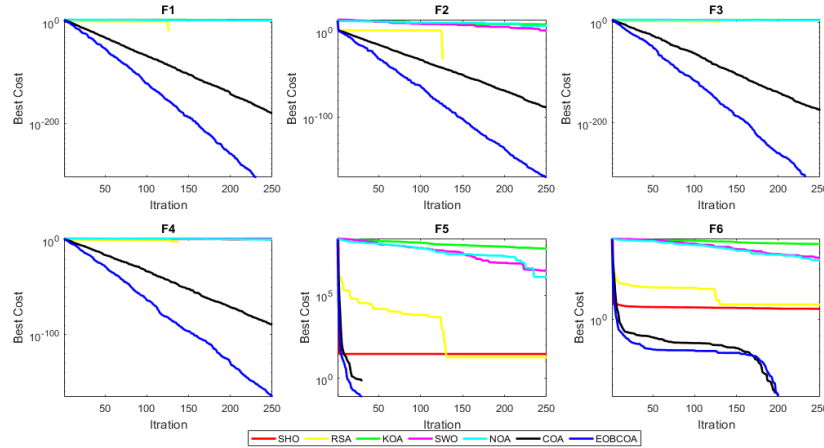 F1
F2
F3
10^0
10^-200
Best Cost
50 100 150 200 250
Itration
10^0
10^-100
Best Cost
50 100 150 200 250
Itration
10^0
10^-200
Best Cost
50 100 150 200 250
Itration
F4
F5
F6
10^0
10^-100
Best Cost
50 100 150 200 250
Itration
10^5
10^0
Best Cost
50 100 150 200 250
Itration
10^0
Best Cost
50 100 150 200 250
Itration
SHO RSA KOA SWO NOA COA EOBCOA